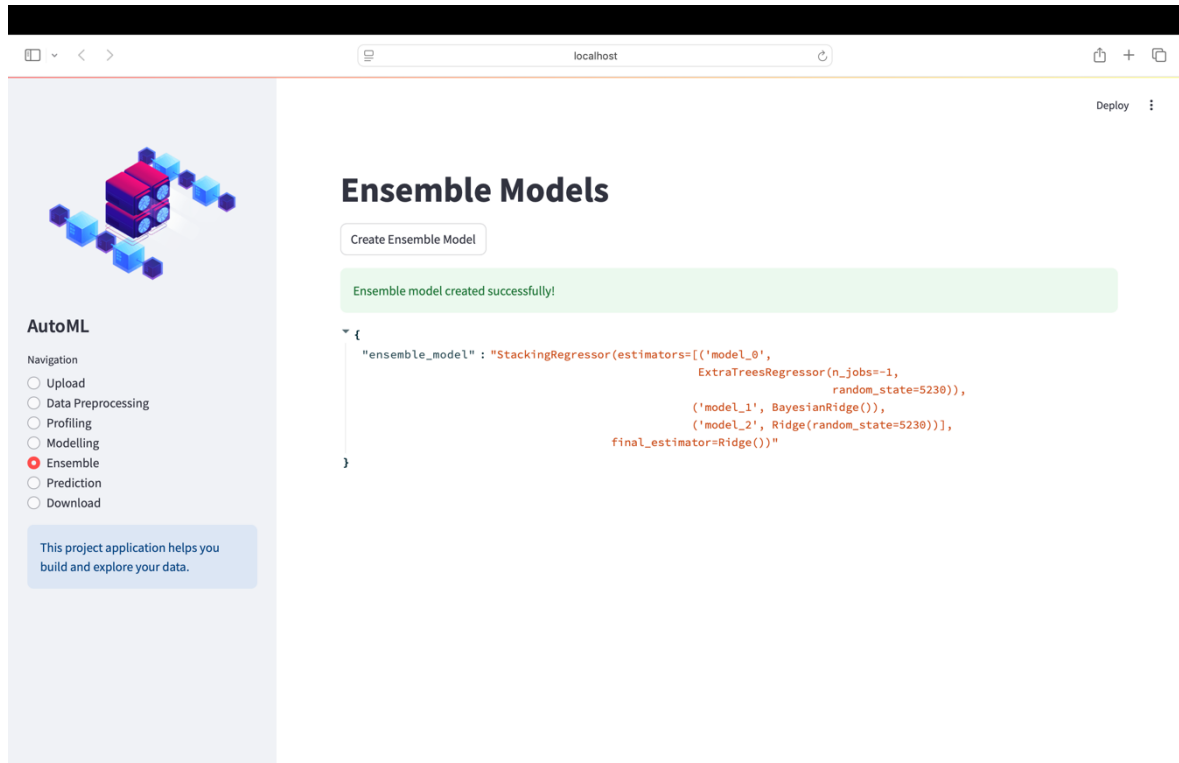 localhost
Deploy
AutoML
Navigation
Upload
Data Preprocessing
Profiling
Modelling
Ensemble
Prediction
Download
This project application helps you
build and explore your data.
Ensemble Models
Create Ensemble Model
Ensemble model created successfully!
{
"ensemble_model" : "StackingRegressor(estimators=[('model_0',
ExtraTreesRegressor(n_jobs=-1,
random_state=5230)),
('model_1', BayesianRidge()),
('model_2', Ridge(random_state=5230))],
final_estimator=Ridge())"
}